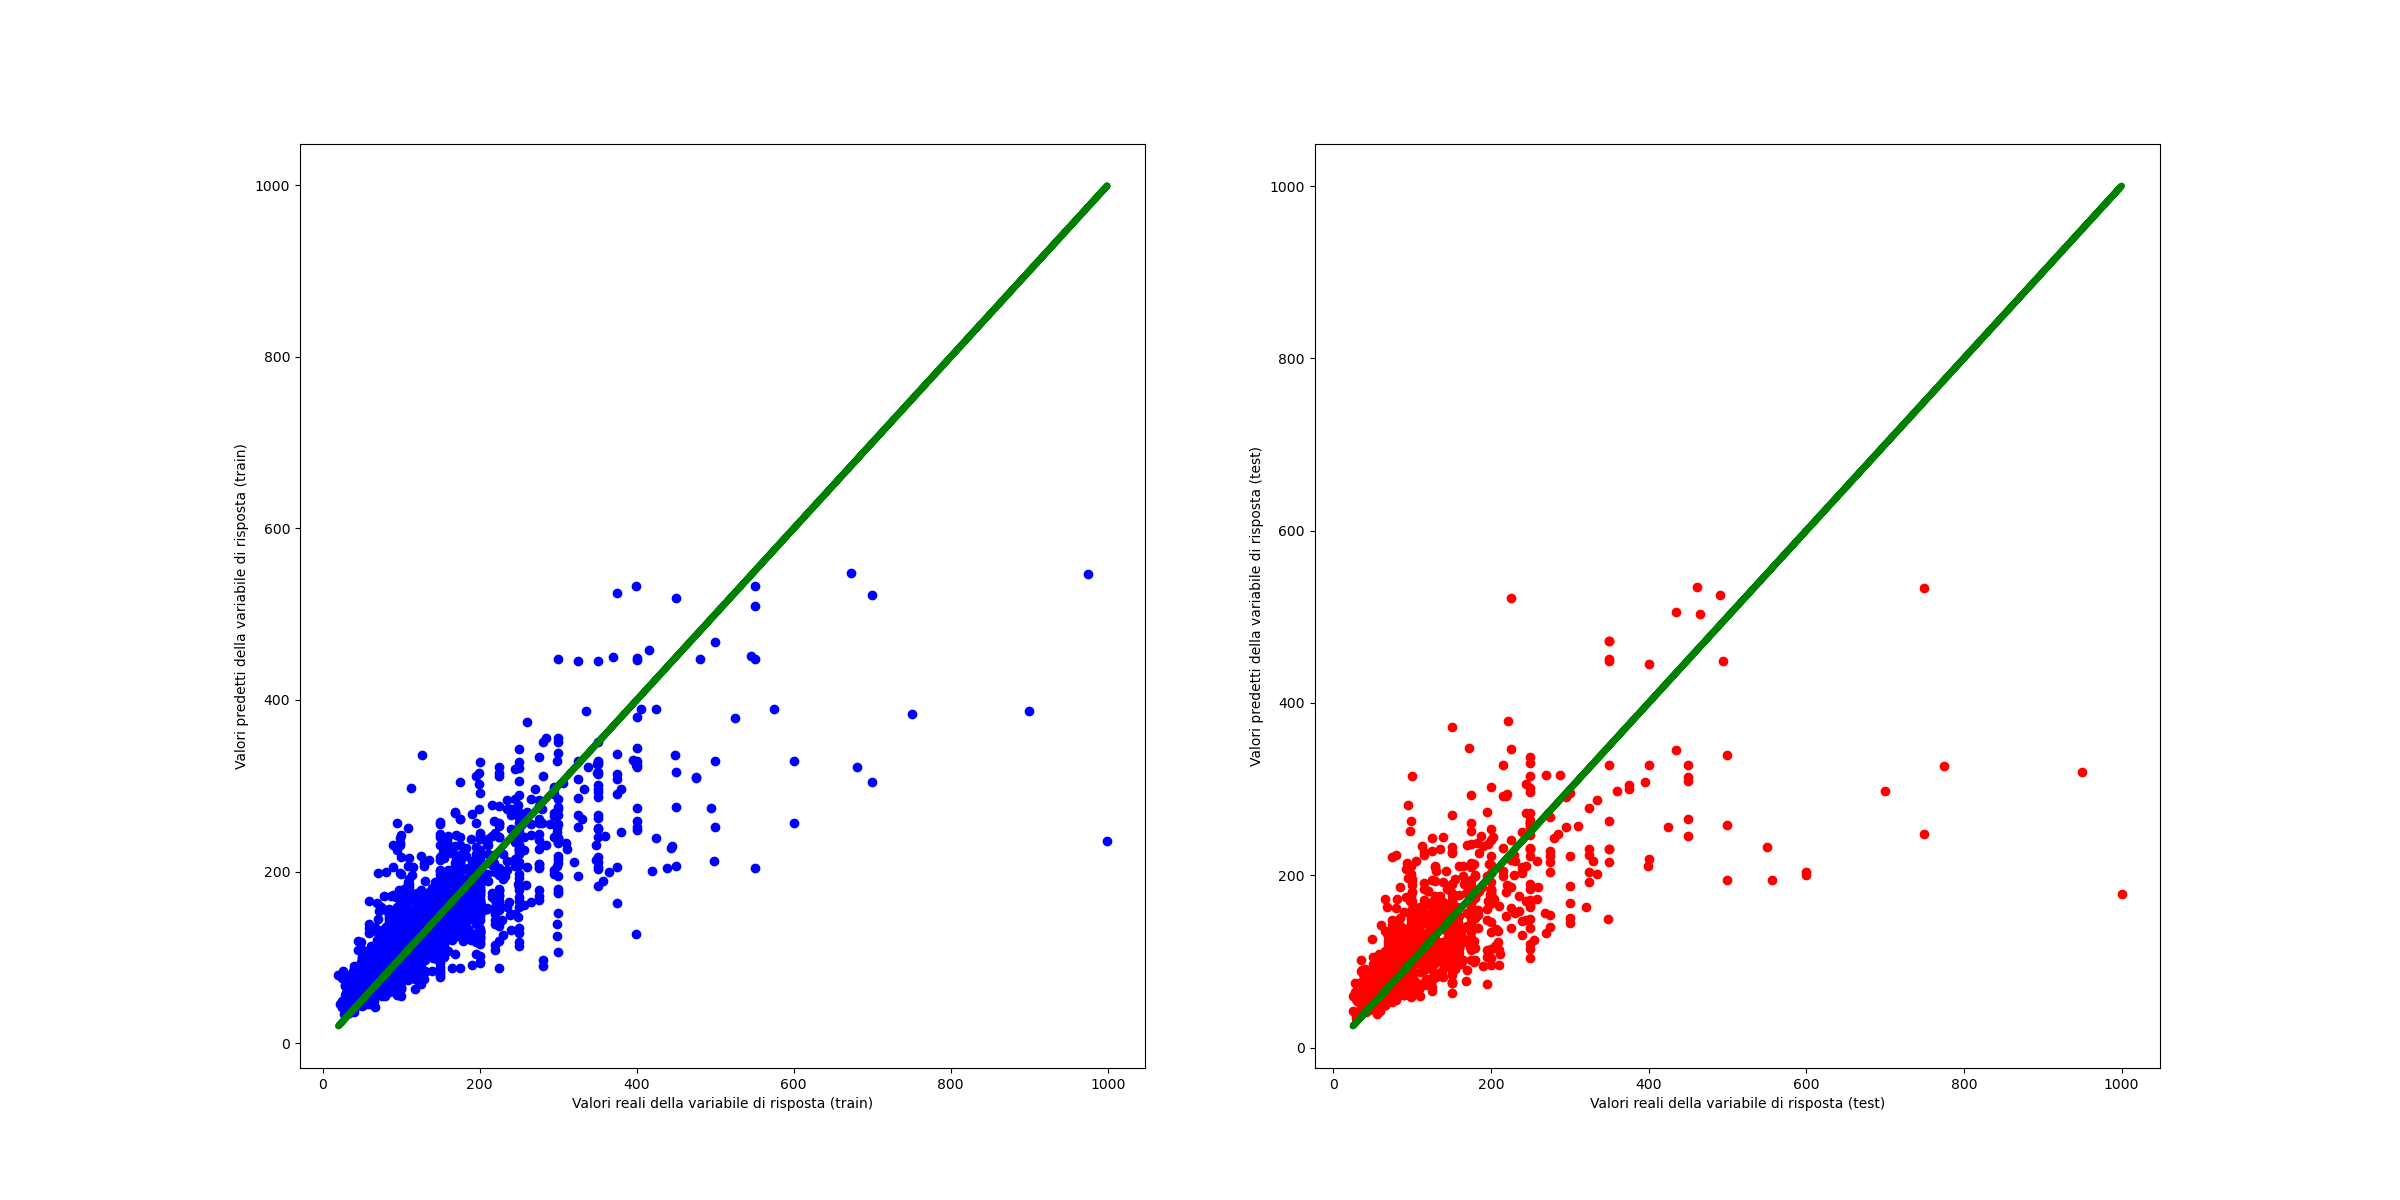 1000
800
600
400
200
0
Valori predetti della variabile di risposta (train)
0 200 400 600 800 1000
Valori reali della variabile di risposta (train)
1000
800
600
400
200
0
Valori predetti della variabile di risposta (test)
0 200 400 600 800 1000
Valori reali della variabile di risposta (test)